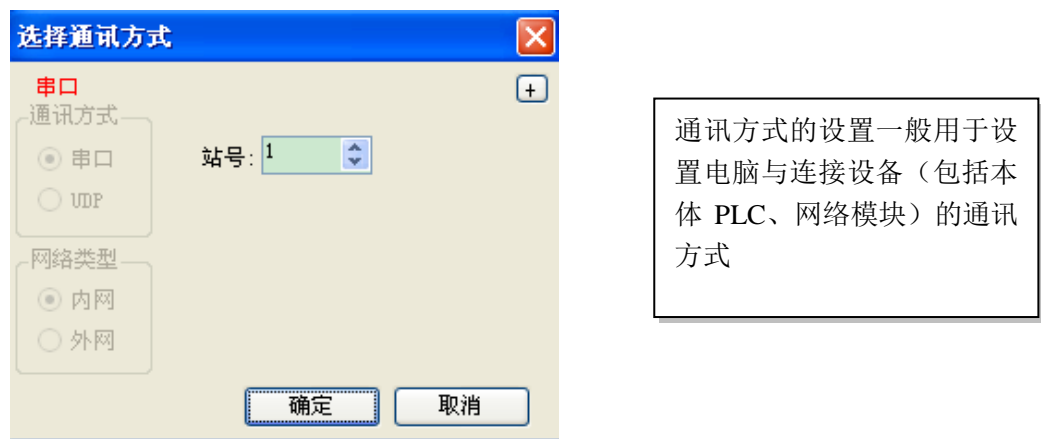 选择通讯方式
串口
+
通讯方式
串口
站号: 1
UDP
网络类型
内网
外网
确定
取消
通讯方式的设置一般用于设
置电脑与连接设备（包括本
体 PLC、网络模块）的通讯
方式